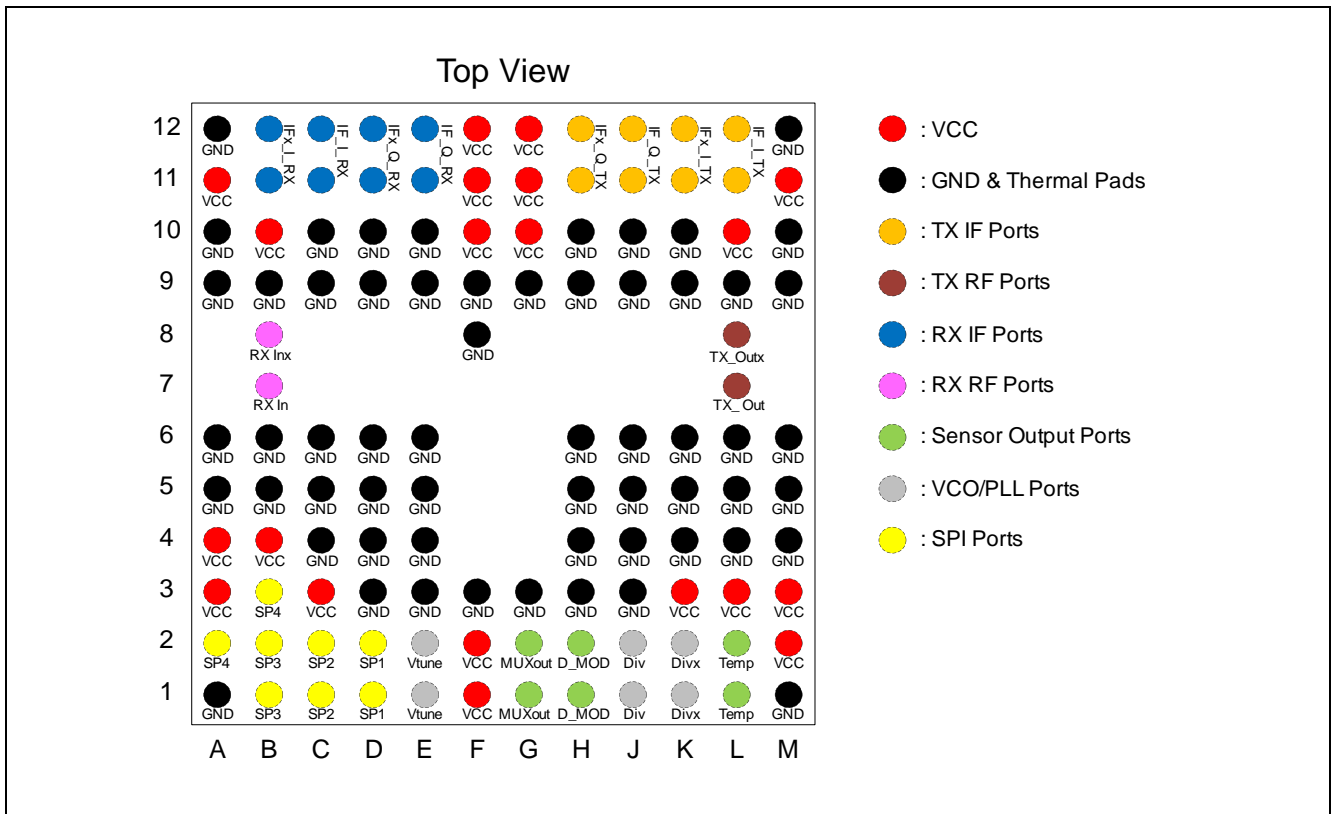 Top View
12
GND
IFx_I_RX
IF_I_RX
IFx_Q_RX
IF_Q_RX
VCC VCC
IFx_Q_TX
IF_Q_TX
IFx_I_TX
IF_I_TX
GND
11
VCC VCC VCC VCC
10
GND VCC GND GND GND VCC VCC GND GND GND VCC GND
9
GND GND GND GND GND GND GND GND GND GND GND GND
8
RX Inx GND TX_Outx
7
RX In TX_ Out
6
GND GND GND GND GND GND GND GND GND GND
5
GND GND GND GND GND GND GND GND GND GND
4
VCC VCC GND GND GND GND GND GND GND GND
3
VCC SP4 VCC GND GND GND GND GND GND VCC VCC VCC
2
SP4 SP3 SP2 SP1 Vtune VCC MUXout D_MOD Div Divx Temp VCC
1
GND SP3 SP2 SP1 Vtune VCC MUXout D_MOD Div Divx Temp GND
A B C D E F G H J K L M
: VCC
: GND & Thermal Pads
: TX IF Ports
: TX RF Ports
: RX IF Ports
: RX RF Ports
: Sensor Output Ports
: VCO/PLL Ports
: SPI Ports